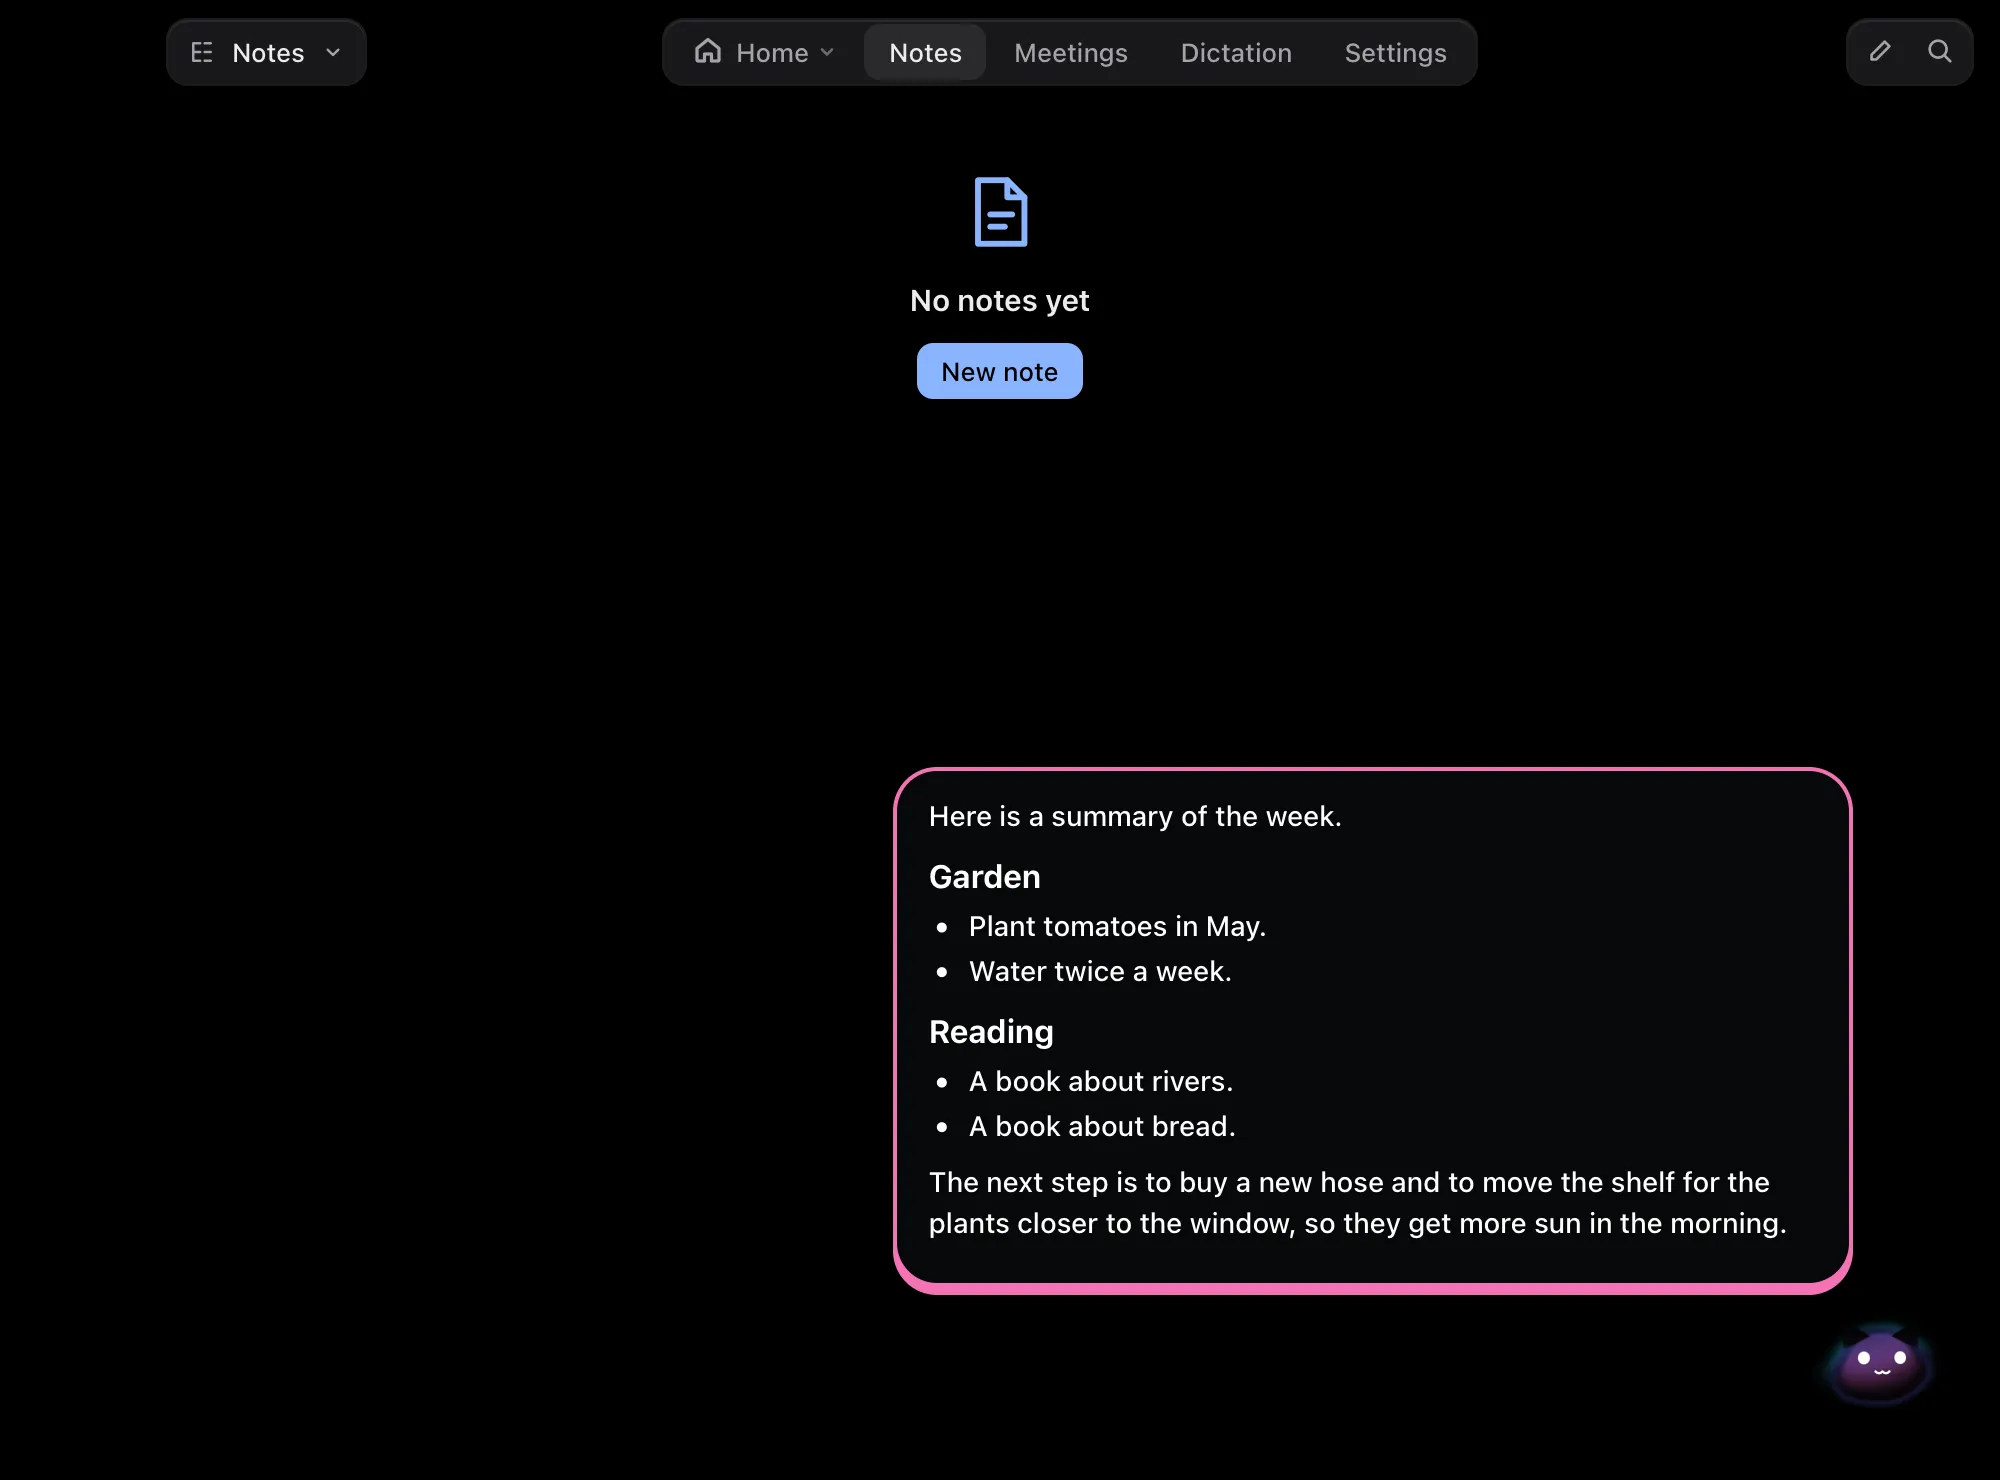 Notes
Home
Notes
Meetings
Dictation
Settings
No notes yet
New note
Here is a summary of the week.
Garden
• Plant tomatoes in May.
• Water twice a week.
Reading
• A book about rivers.
• A book about bread.
The next step is to buy a new hose and to move the shelf for the
plants closer to the window, so they get more sun in the morning.